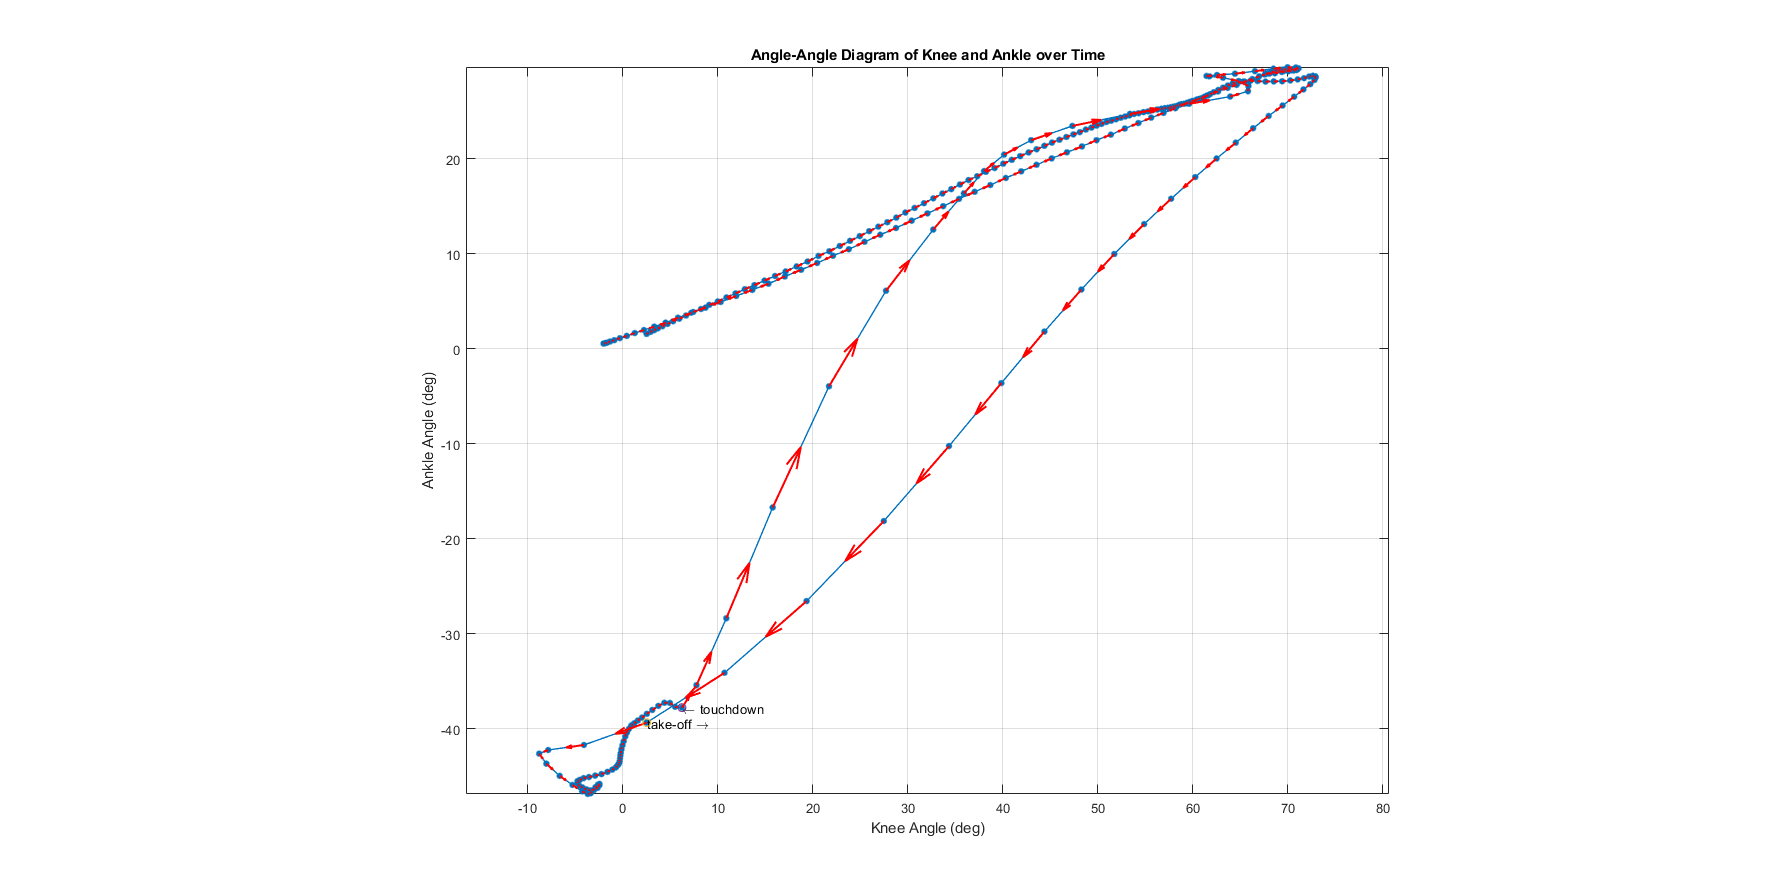 Angle-Angle Diagram of Knee and Ankle over Time
20
10
0
-10
-20
-30
-40
Ankle Angle (deg)
← touchdown
take-off →
-10 0 10 20 30 40 50 60 70 80
Knee Angle (deg)